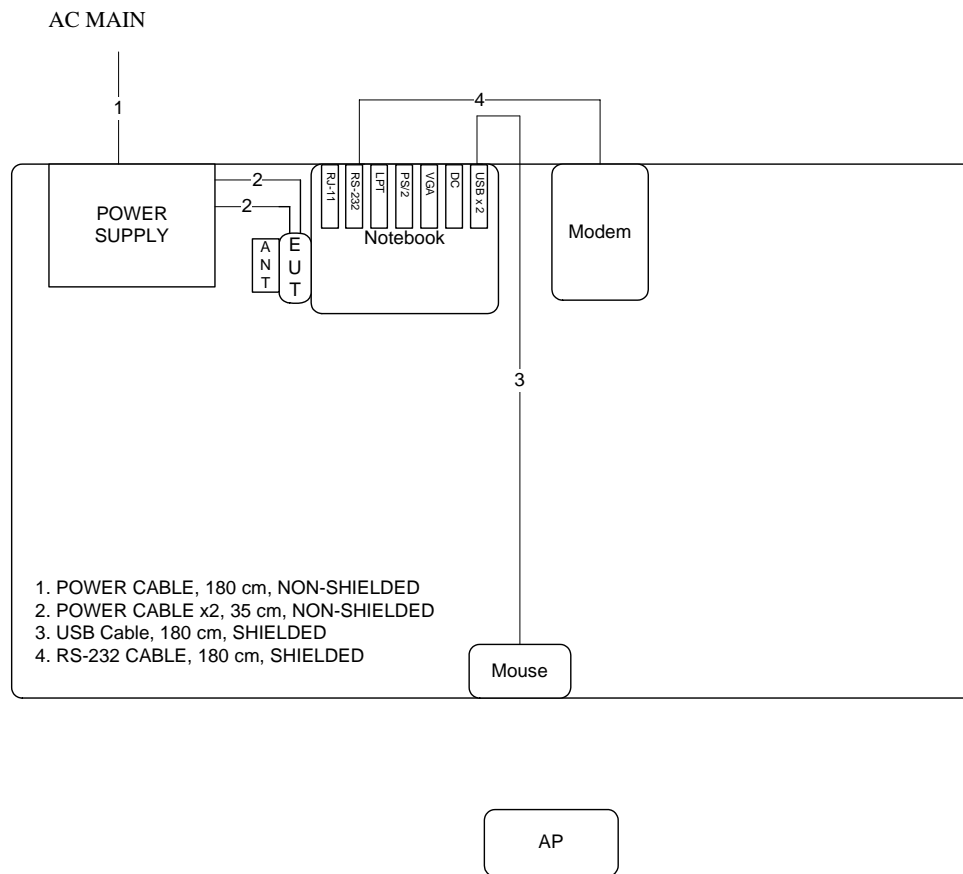 AC MAIN
1
4
2
2
POWER
SUPPLY
A
N
T
E
U
T
RJ-11
RS-232
LPT
PS/2
VGA
DC
USB x 2
Notebook
Modem
3
1. POWER CABLE, 180 cm, NON-SHIELDED
2. POWER CABLE x2, 35 cm, NON-SHIELDED
3. USB Cable, 180 cm, SHIELDED
4. RS-232 CABLE, 180 cm, SHIELDED
Mouse
AP